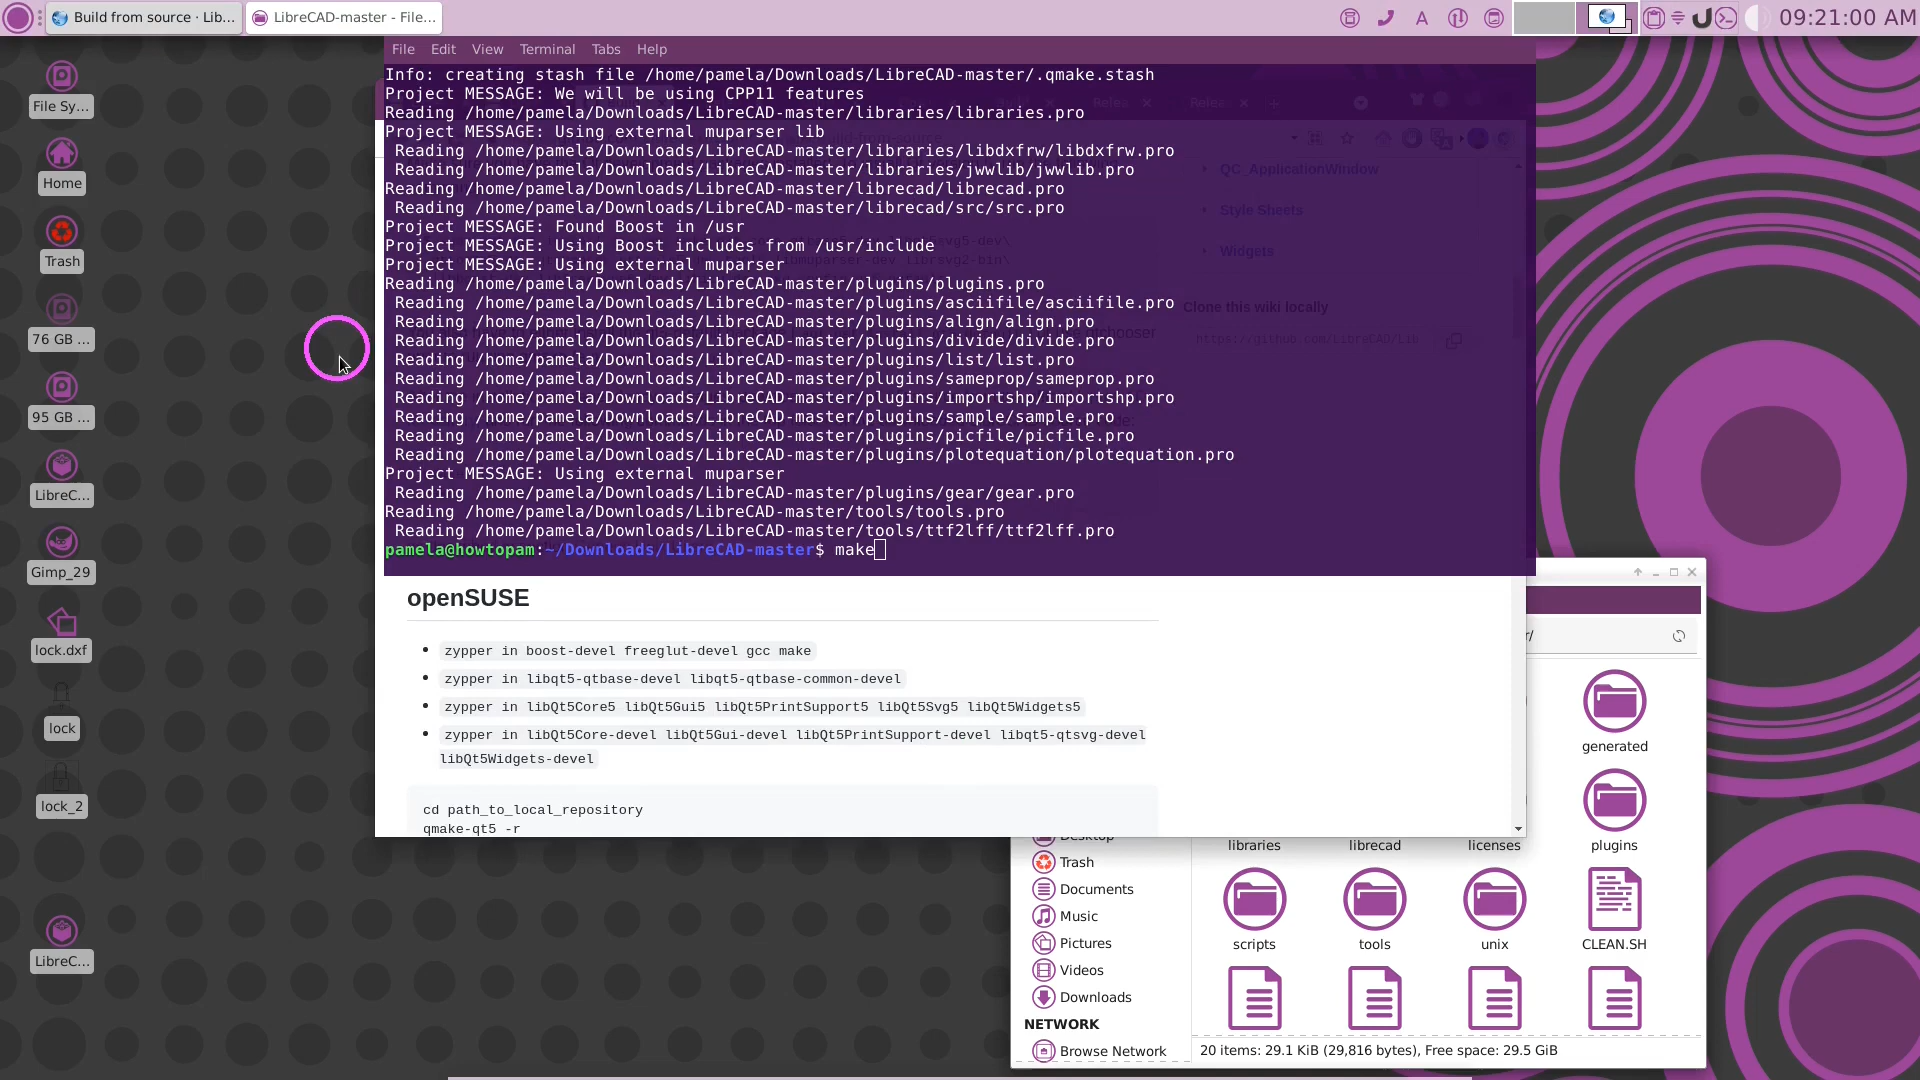 Build from source · Lib...
LibreCAD-master - File...
09:21:00 AM
File Edit View Terminal Tabs Help
Info: creating stash file /home/pamela/Downloads/LibreCAD-master/.qmake.stash
Project MESSAGE: We will be using CPP11 features
Reading /home/pamela/Downloads/LibreCAD-master/libraries/libraries.pro
Project MESSAGE: Using external muparser lib
Reading /home/pamela/Downloads/LibreCAD-master/libraries/libdxfrw/libdxfrw.pro
Reading /home/pamela/Downloads/LibreCAD-master/libraries/jwwlib/jwwlib.pro
Reading /home/pamela/Downloads/LibreCAD-master/librecad/librecad.pro
Reading /home/pamela/Downloads/LibreCAD-master/librecad/src/src.pro
Project MESSAGE: Found Boost in /usr
Project MESSAGE: Using Boost includes from /usr/include
Project MESSAGE: Using external muparser
Reading /home/pamela/Downloads/LibreCAD-master/plugins/plugins.pro
Reading /home/pamela/Downloads/LibreCAD-master/plugins/asciifile/asciifile.pro
Reading /home/pamela/Downloads/LibreCAD-master/plugins/align/align.pro
Reading /home/pamela/Downloads/LibreCAD-master/plugins/divide/divide.pro
Reading /home/pamela/Downloads/LibreCAD-master/plugins/list/list.pro
Reading /home/pamela/Downloads/LibreCAD-master/plugins/sameprop/sameprop.pro
Reading /home/pamela/Downloads/LibreCAD-master/plugins/importshp/importshp.pro
Reading /home/pamela/Downloads/LibreCAD-master/plugins/sample/sample.pro
Reading /home/pamela/Downloads/LibreCAD-master/plugins/picfile/picfile.pro
Reading /home/pamela/Downloads/LibreCAD-master/plugins/plotequation/plotequation.pro
Project MESSAGE: Using external muparser
Reading /home/pamela/Downloads/LibreCAD-master/plugins/gear/gear.pro
Reading /home/pamela/Downloads/LibreCAD-master/tools/tools.pro
Reading /home/pamela/Downloads/LibreCAD-master/tools/ttf2lff/ttf2lff.pro
pamela@howtopam:~/Downloads/LibreCAD-master$ make
QC_ApplicationWindow
Style Sheets
Widgets
Clone this wiki locally
https://github.com/LibreCAD/Lib
openSUSE
zypper in boost-devel freeglut-devel gcc make
zypper in libqt5-qtbase-devel libqt5-qtbase-common-devel
zypper in libQt5Core5 libQt5Gui5 libQt5PrintSupport5 libQt5Svg5 libQt5Widgets5
zypper in libQt5Core-devel libQt5Gui-devel libQt5PrintSupport-devel libqt5-qtsvg-devel
libQt5Widgets-devel
cd path_to_local_repository
qmake-qt5 -r
File Sy...
Home
Trash
76 GB ...
95 GB ...
LibreC...
Gimp_29
lock.dxf
lock
lock_2
LibreC...
r/
generated
libraries
librecad
licenses
plugins
scripts
tools
unix
CLEAN.SH
Desktop
Trash
Documents
Music
Pictures
Videos
Downloads
NETWORK
Browse Network
20 items: 29.1 KiB (29,816 bytes), Free space: 29.5 GiB